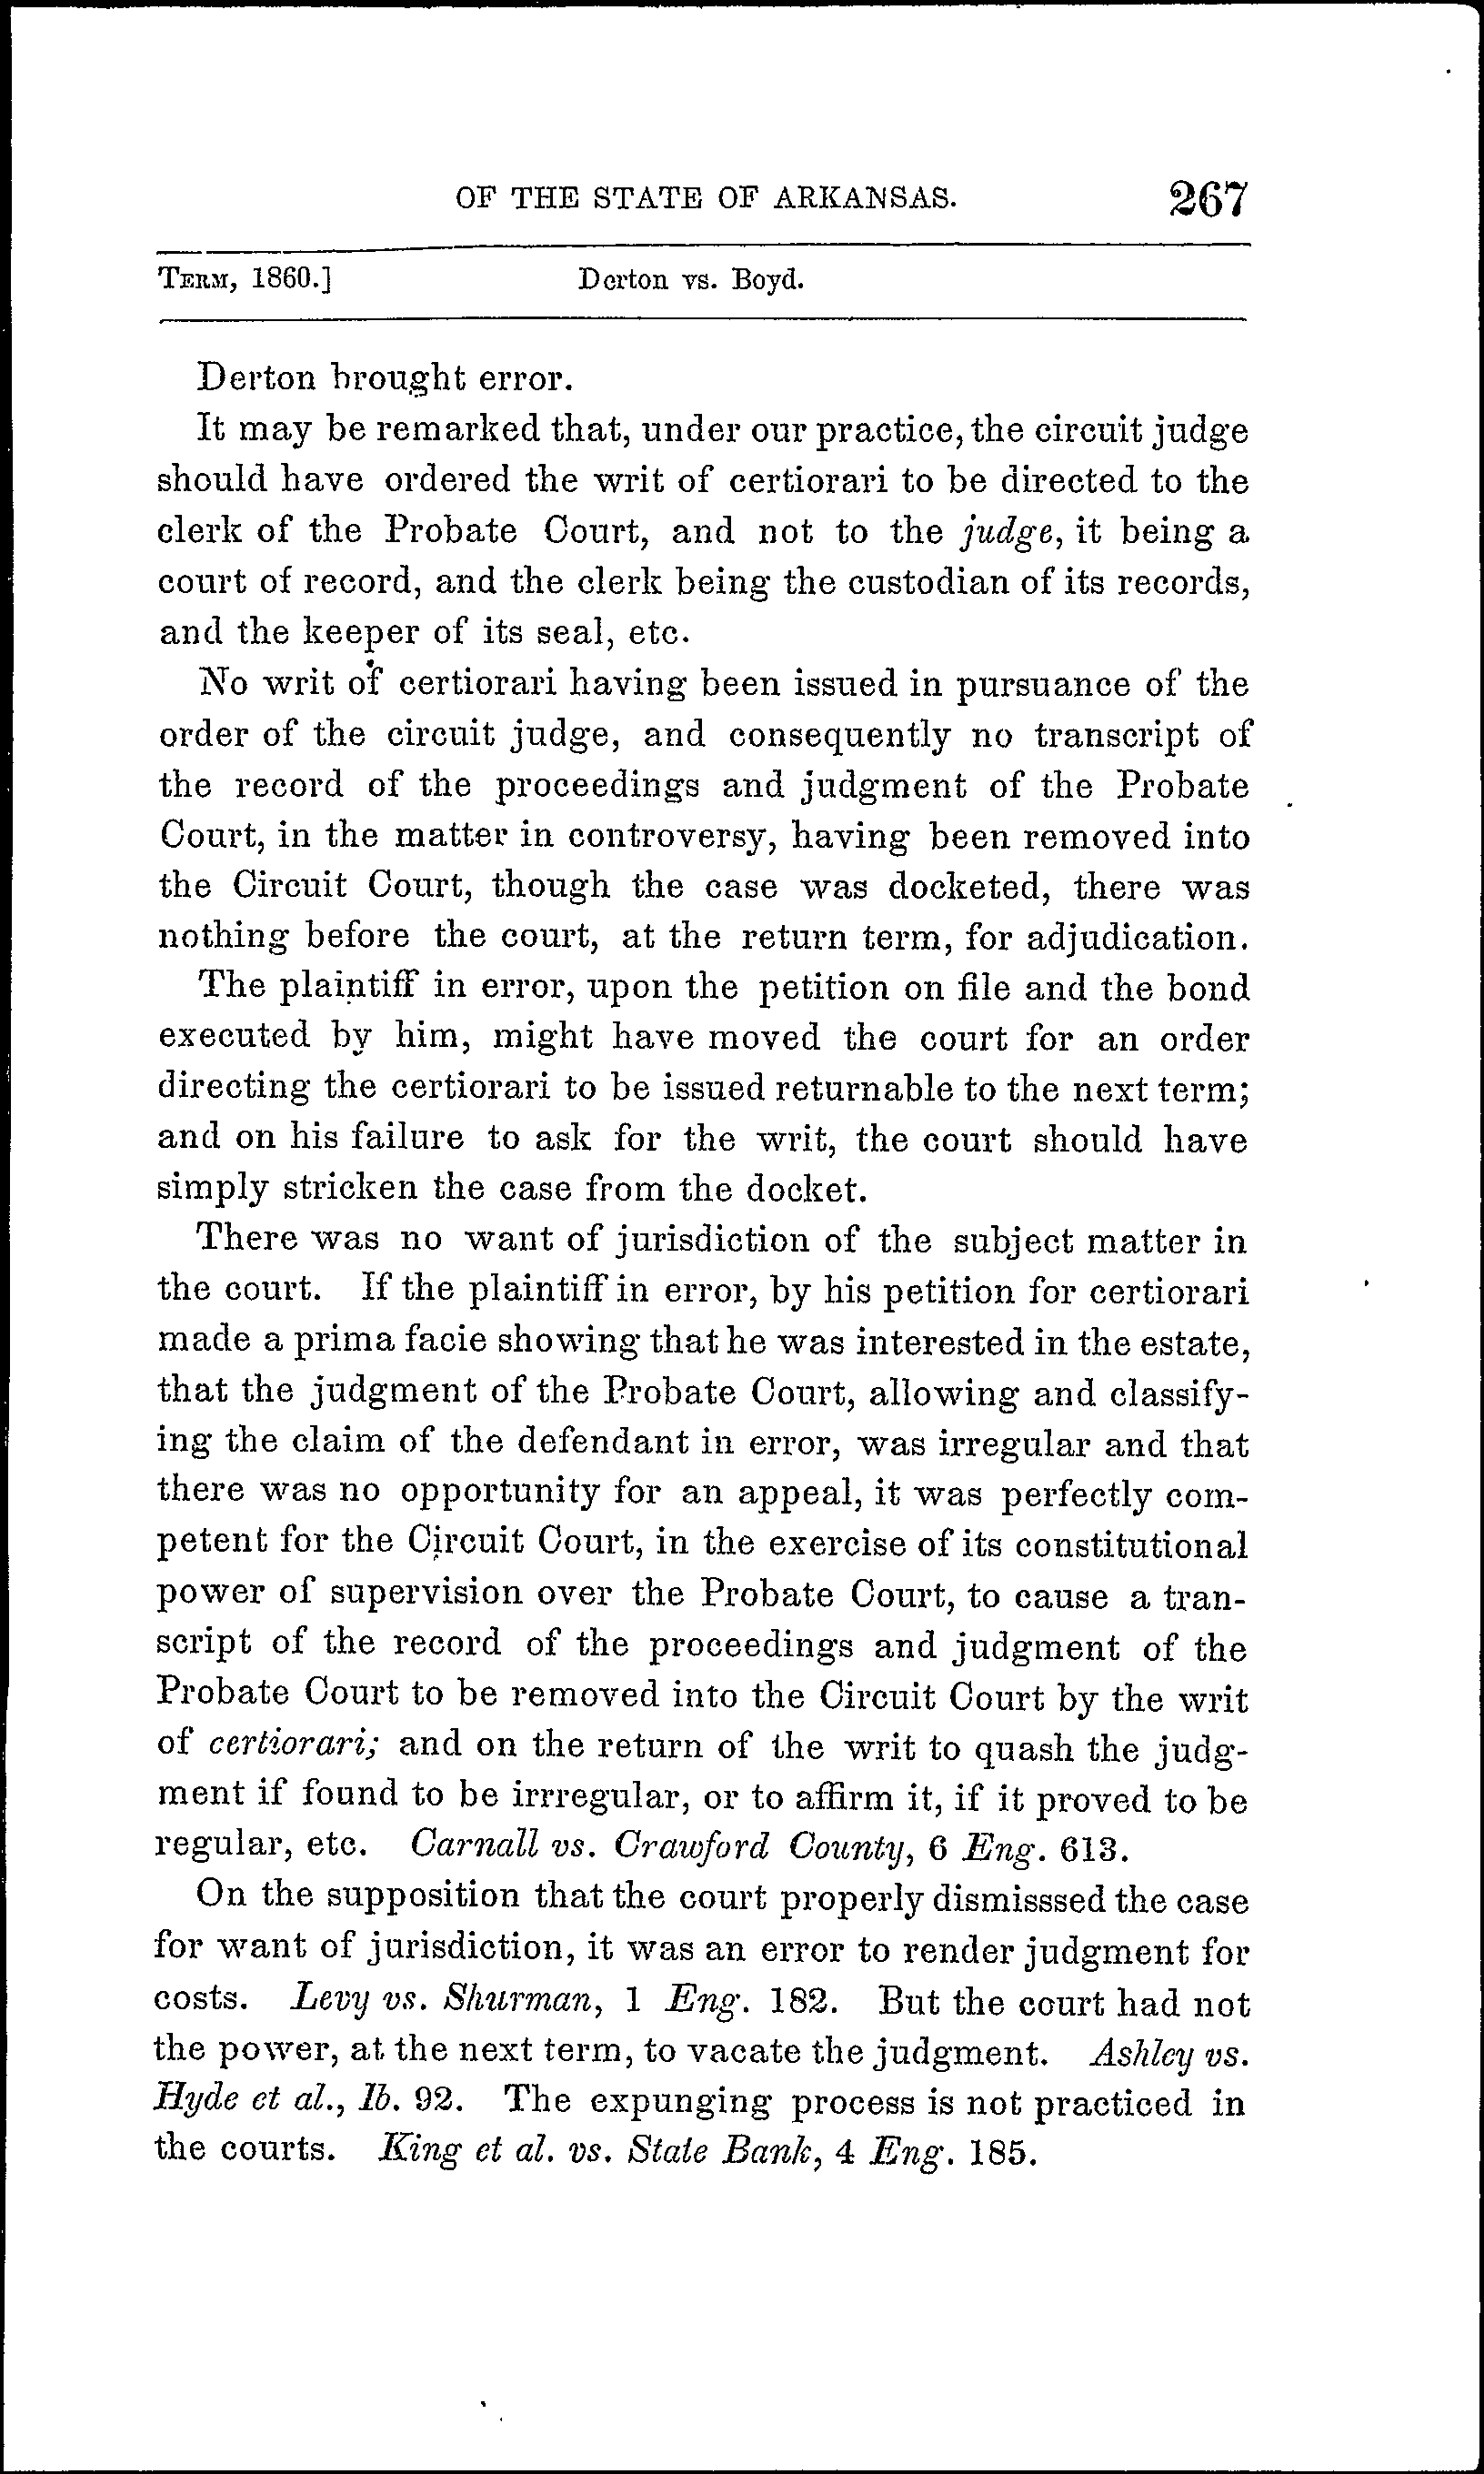 OF THE STATE OF ARKANSAS. 267
TERM, 1860.] Derton vs. Boyd.
Derton brought error.
It may be remarked that, under our practice, the circuit judge
should have ordered the writ of certiorari to be directed to the
clerk of the Probate Court, and not to the judge, it being a
court of record, and the clerk being the custodian of its records,
and the keeper of its seal, etc.
No writ of certiorari having been issued in pursuance of the
order of the circuit judge, and consequently no transcript of
the record of the proceedings and judgment of the Probate
Court, in the matter in controversy, having been removed into
the Circuit Court, though the case was docketed, there was
nothing before the court, at the return term, for adjudication.
The plaintiff in error, upon the petition on file and the bond
executed by him, might have moved the court for an order
directing the certiorari to be issued returnable to the next term;
and on his failure to ask for the writ, the court should have
simply stricken the case from the docket.
There was no want of jurisdiction of the subject matter in
the court. If the plaintiff in error, by his petition for certiorari
made a prima facie showing that he was interested in the estate,
that the judgment of the Probate Court, allowing and classify-
ing the claim of the defendant in error, was irregular and that
there was no opportunity for an appeal, it was perfectly com-
petent for the Circuit Court, in the exercise of its constitutional
power of supervision over the Probate Court, to cause a tran-
script of the record of the proceedings and judgment of the
Probate Court to be removed into the Circuit Court by the writ
of certiorari; and on the return of the writ to quash the judg-
ment if found to be irrregular, or to affirm it, if it proved to be
regular, etc. Carnall vs. Crawford County, 6 Eng. 613.
On the supposition that the court properly dismisssed the case
for want of jurisdiction, it was an error to render judgment for
costs. Levy vs. Shurman, 1 Eng. 182. But the court had not
the power, at the next term, to vacate the judgment. Ashley vs.
Hyde et al., Ib. 92. The expunging process is not practiced in
the courts. King et al. vs. State Bank, 4 Eng. 185.